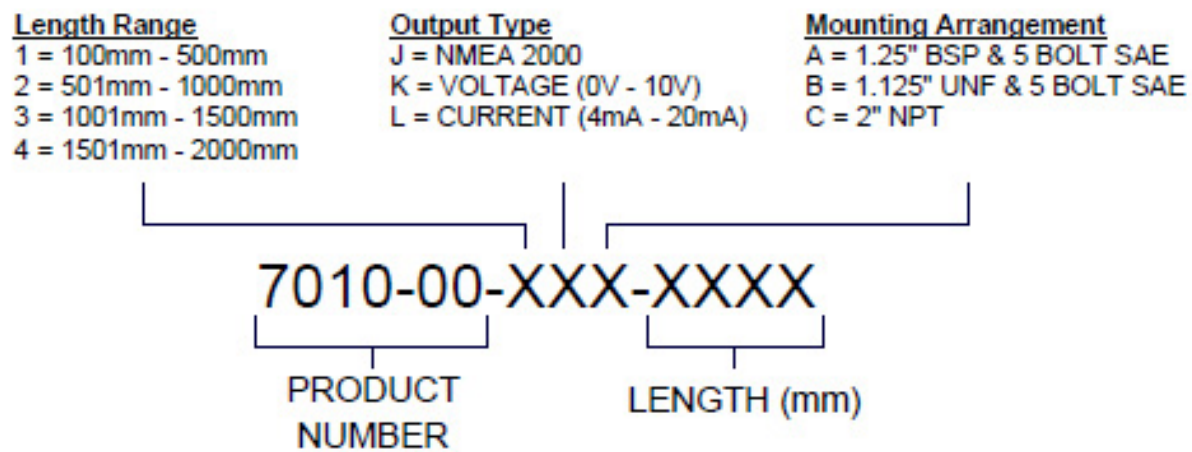 Length Range
1 = 100mm - 500mm
2 = 501mm - 1000mm
3 = 1001mm - 1500mm
4 = 1501mm - 2000mm
Output Type
J = NMEA 2000
K = VOLTAGE (0V - 10V)
L = CURRENT (4mA - 20mA)
Mounting Arrangement
A = 1.25" BSP & 5 BOLT SAE
B = 1.125" UNF & 5 BOLT SAE
C = 2" NPT
7010-00-XXX-XXXX
PRODUCT
NUMBER
LENGTH (mm)